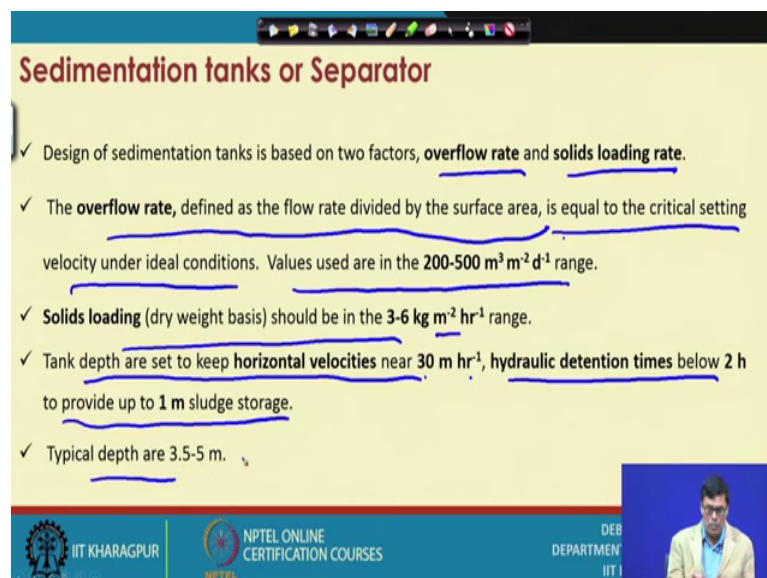 Sedimentation tanks or Separator
✓ Design of sedimentation tanks is based on two factors, overflow rate and solids loading rate.
✓ The overflow rate, defined as the flow rate divided by the surface area, is equal to the critical setting
velocity under ideal conditions. Values used are in the 200-500 m³ m⁻² d⁻¹ range.
✓ Solids loading (dry weight basis) should be in the 3-6 kg m⁻² hr⁻¹ range.
✓ Tank depth are set to keep horizontal velocities near 30 m hr⁻¹, hydraulic detention times below 2 h
to provide up to 1 m sludge storage.
✓ Typical depth are 3.5-5 m.
IIT KHARAGPUR
NPTEL ONLINE
CERTIFICATION COURSES
NPTEL
DEB
DEPARTMEN
IIT